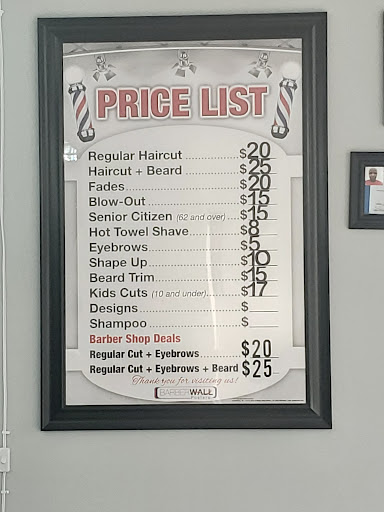 PRICE LIST
Regular Haircut ........................ $20
Haircut + Beard ........................ $25
Fades ........................ $20
Blow-Out ........................ $15
Senior Citizen (62 and over) .... $15
Hot Towel Shave ........................ $8
Eyebrows ........................ $5
Shape Up ........................ $10
Beard Trim ........................ $15
Kids Cuts (10 and under) ........ $17
Designs ........................ $
Shampoo ........................ $
Barber Shop Deals
Regular Cut + Eyebrows ............ $20
Regular Cut + Eyebrows + Beard $25
Thank you for visiting us!
BARBERWALL